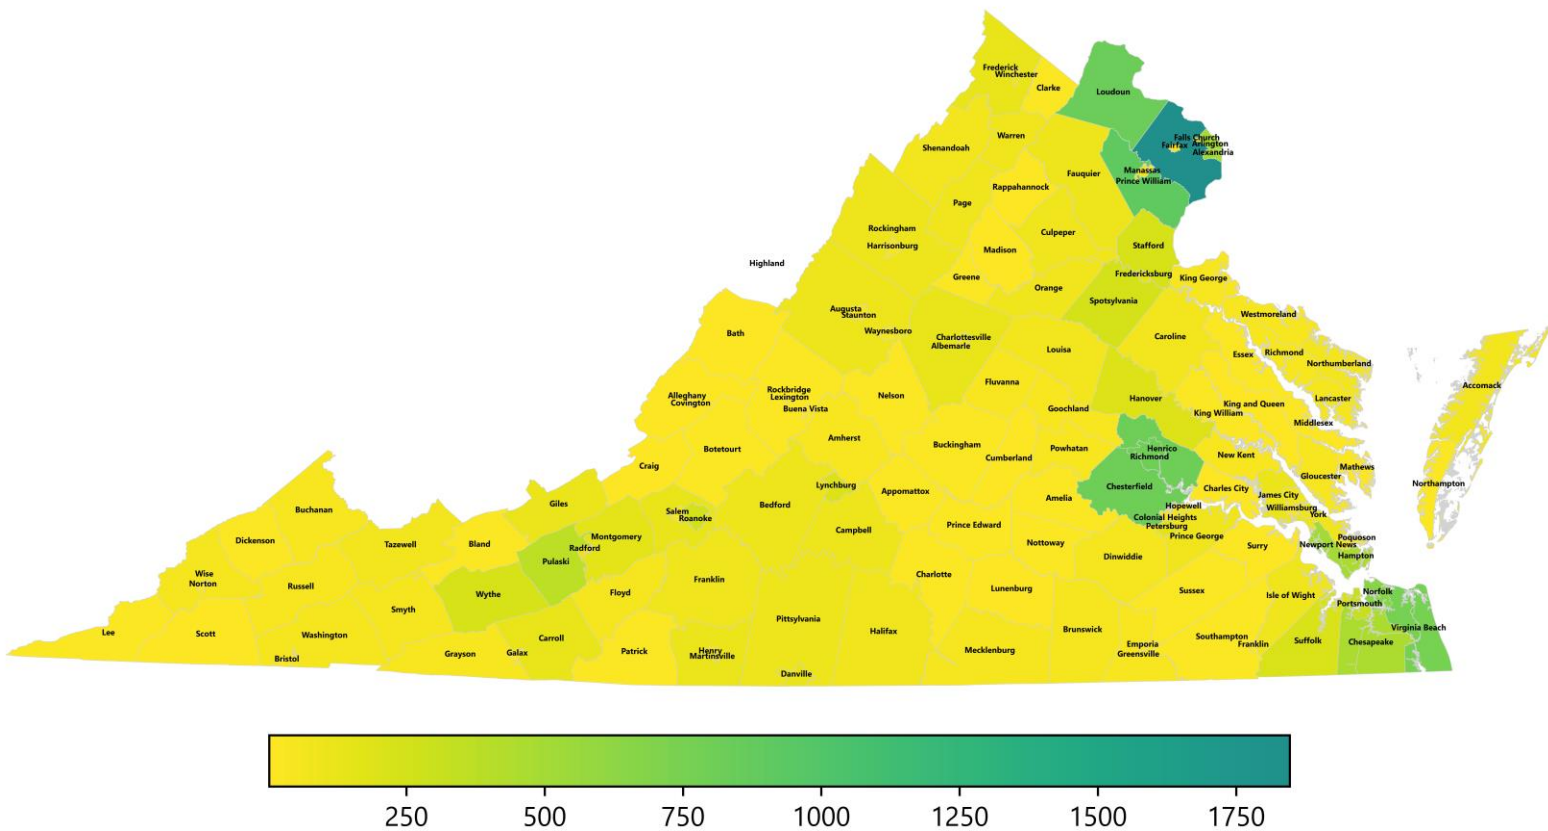 Frederick
Winchester
Clarke
Loudoun
Falls Church
Fairfax
Arlington
Alexandria
Warren
Shenandoah
Manassas
Prince William
Fauquier
Rappahannock
Page
Rockingham
Culpeper
Harrisonburg
Madison
Stafford
Highland
Fredericksburg
Greene
King George
Orange
Spotsylvania
Augusta
Staunton
Westmoreland
Waynesboro
Bath
Charlottesville
Albemarle
Caroline
Louisa
Essex
Richmond
Northumberland
Fluvanna
Accomack
Rockbridge
Lexington
Alleghany
Covington
Nelson
Hanover
Lancaster
Buena Vista
Goochland
King and Queen
King William
Middlesex
Amherst
Botetourt
Buckingham
Powhatan
Henrico
Richmond
Cumberland
New Kent
Craig
Mathews
Gloucester
Northampton
Lynchburg
Appomattox
Chesterfield
Charles City
James City
Amelia
Giles
Bedford
Hopewell
Williamsburg
Buchanan
Salem
Roanoke
Colonial Heights
York
Campbell
Prince Edward
Petersburg
Prince George
Montgomery
Poquoson
Dickenson
Tazewell
Bland
Radford
Nottoway
Surry
Newport News
Hampton
Pulaski
Dinwiddie
Wise
Norton
Charlotte
Franklin
Russell
Wythe
Floyd
Lunenburg
Sussex
Isle of Wight
Norfolk
Portsmouth
Smyth
Pittsylvania
Lee
Scott
Washington
Carroll
Halifax
Brunswick
Virginia Beach
Southampton
Franklin
Suffolk
Chesapeake
Emporia
Greensville
Bristol
Grayson
Galax
Patrick
Henry
Martinsville
Mecklenburg
Danville
250 500 750 1000 1250 1500 1750